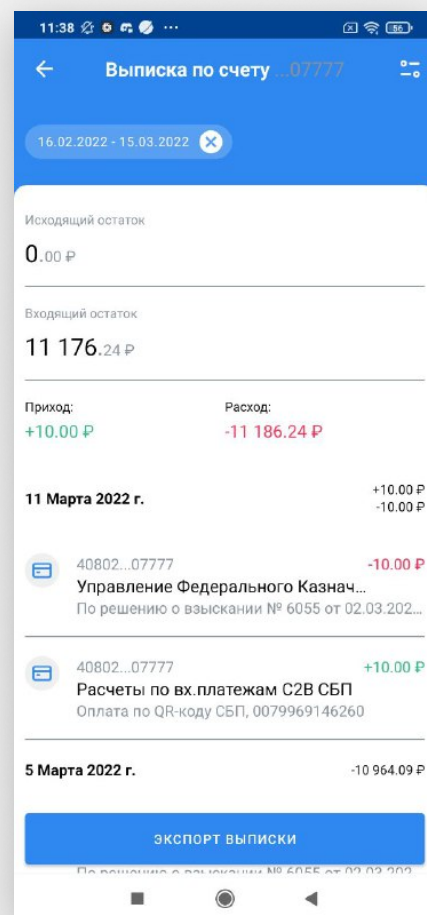 11:38 ... 56
Выписка по счету ...07777
16.02.2022 - 15.03.2022
Исходящий остаток
0.00 ₽
Входящий остаток
11 176.24 ₽
Приход: Расход:
+10.00 ₽ -11 186.24 ₽
11 Марта 2022 г. +10.00 ₽
-10.00 ₽
40802...07777 -10.00 ₽
Управление Федерального Казнач...
По решению о взыскании № 6055 от 02.03.202...
40802...07777 +10.00 ₽
Расчеты по вх.платежам C2B СБП
Оплата по QR-коду СБП, 0079969146260
5 Марта 2022 г. -10 964.09 ₽
ЭКСПОРТ ВЫПИСКИ
По решению о взыскании № 6055 от 02.03.202...